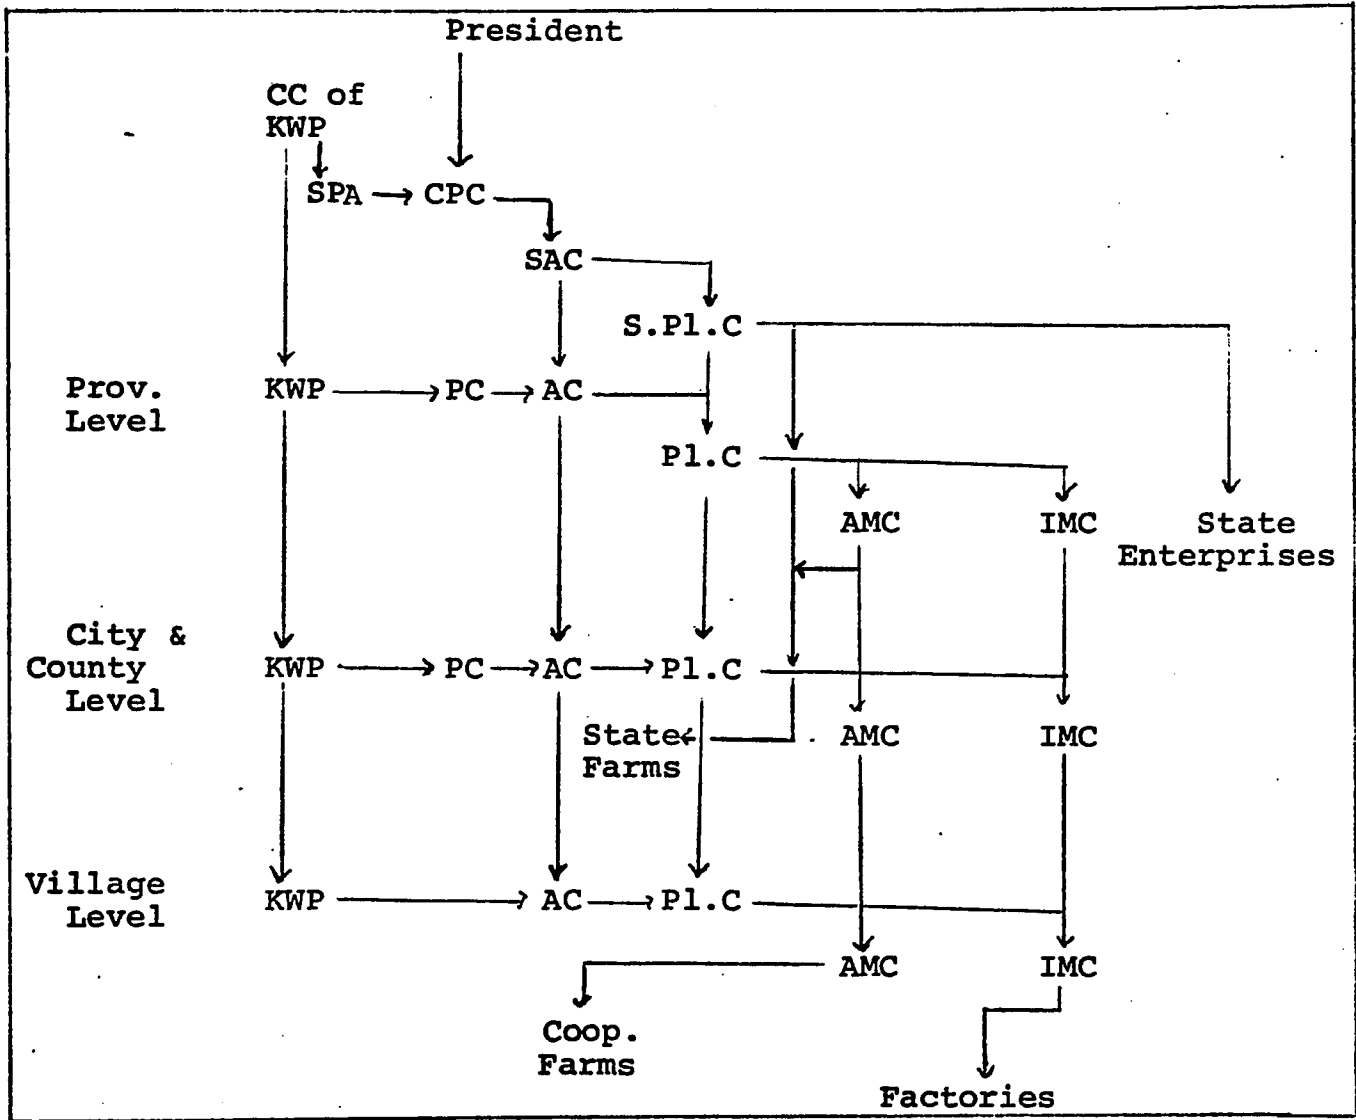 President
CC of
KWP
SPA CPC
SAC
S.Pl.C
Prov.
Level
KWP PC AC
Pl.C
AMC IMC State
Enterprises
City &
County
Level
KWP PC AC Pl.C
State
Farms
AMC IMC
Village
Level
KWP AC Pl.C
AMC IMC
Coop.
Farms
Factories